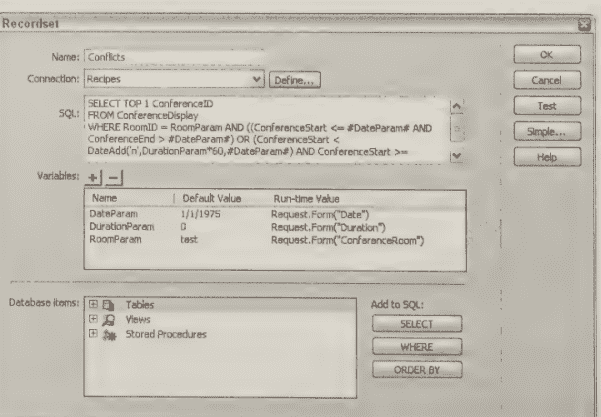 Recordset
Name: Conflicts
Connection: Recipes Define...
SQL: SELECT TOP 1 ConferenceID
FROM ConferenceDisplay
WHERE RoomID = RoomParam AND ((ConferenceStart <= #DateParam# AND
ConferenceEnd > #DateParam#) OR (ConferenceStart <
DateAdd('n',DurationParam*60,#DateParam#) AND ConferenceStart >=
OK
Cancel
Test
Simple...
Help
Variables: + -
Name Default Value Run-time Value
DateParam 1/1/1975 Request.Form("Date")
DurationParam 0 Request.Form("Duration")
RoomParam test Request.Form("ConferenceRoom")
Database items: Tables
Views
Stored Procedures
Add to SQL:
SELECT
WHERE
ORDER BY